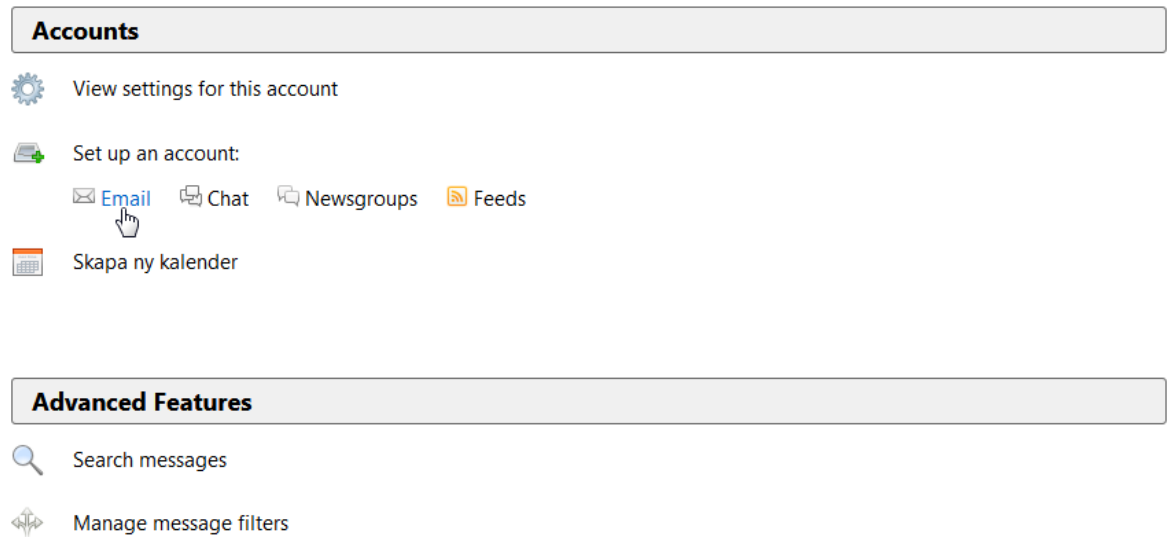 Accounts
View settings for this account
Set up an account:
Email Chat Newsgroups Feeds
Skapa ny kalender
Advanced Features
Search messages
Manage message filters